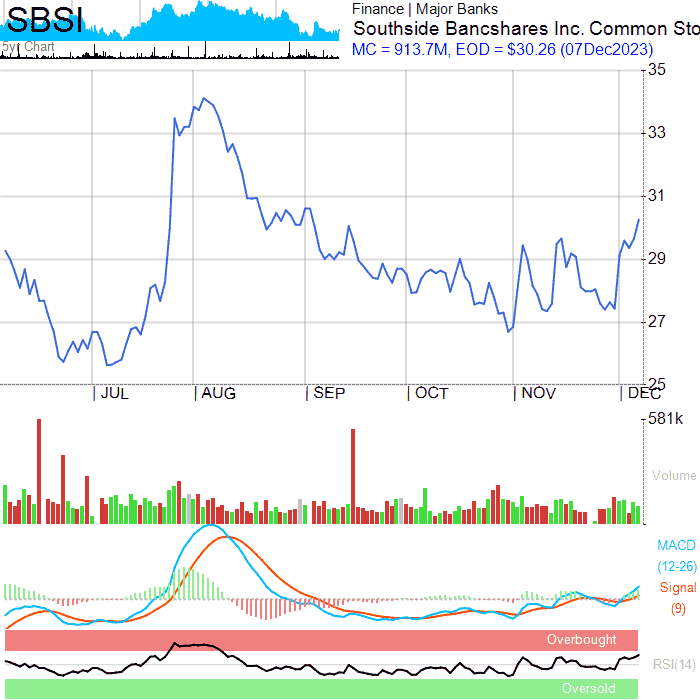 SBSI
5yr Chart
Finance | Major Banks
Southside Bancshares Inc. Common Sto
MC = 913.7M, EOD = $30.26 (07Dec2023)
35
33
31
29
27
25
JUL
AUG
SEP
OCT
NOV
DEC
581k
Volume
MACD
(12-26)
Signal
(9)
Overbought
RSI(14)
Oversold